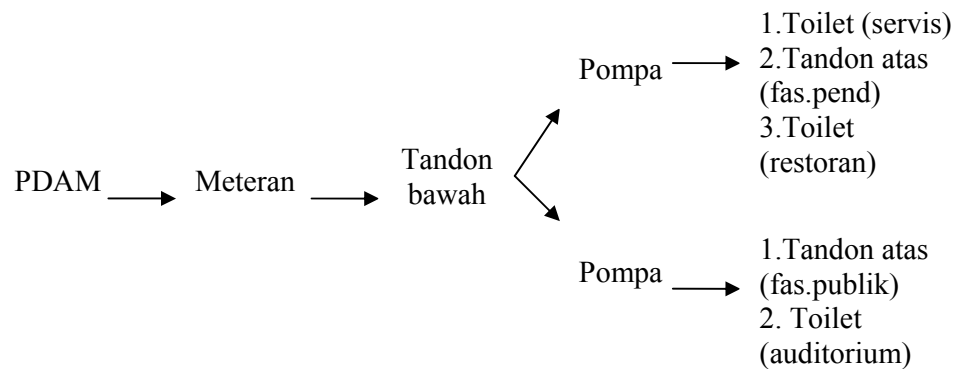 PDAM
Meteran
Tandon
bawah
Pompa
1.Toilet (servis)
2.Tandon atas
(fas.pend)
3.Toilet
(restoran)
Pompa
1.Tandon atas
(fas.publik)
2. Toilet
(auditorium)